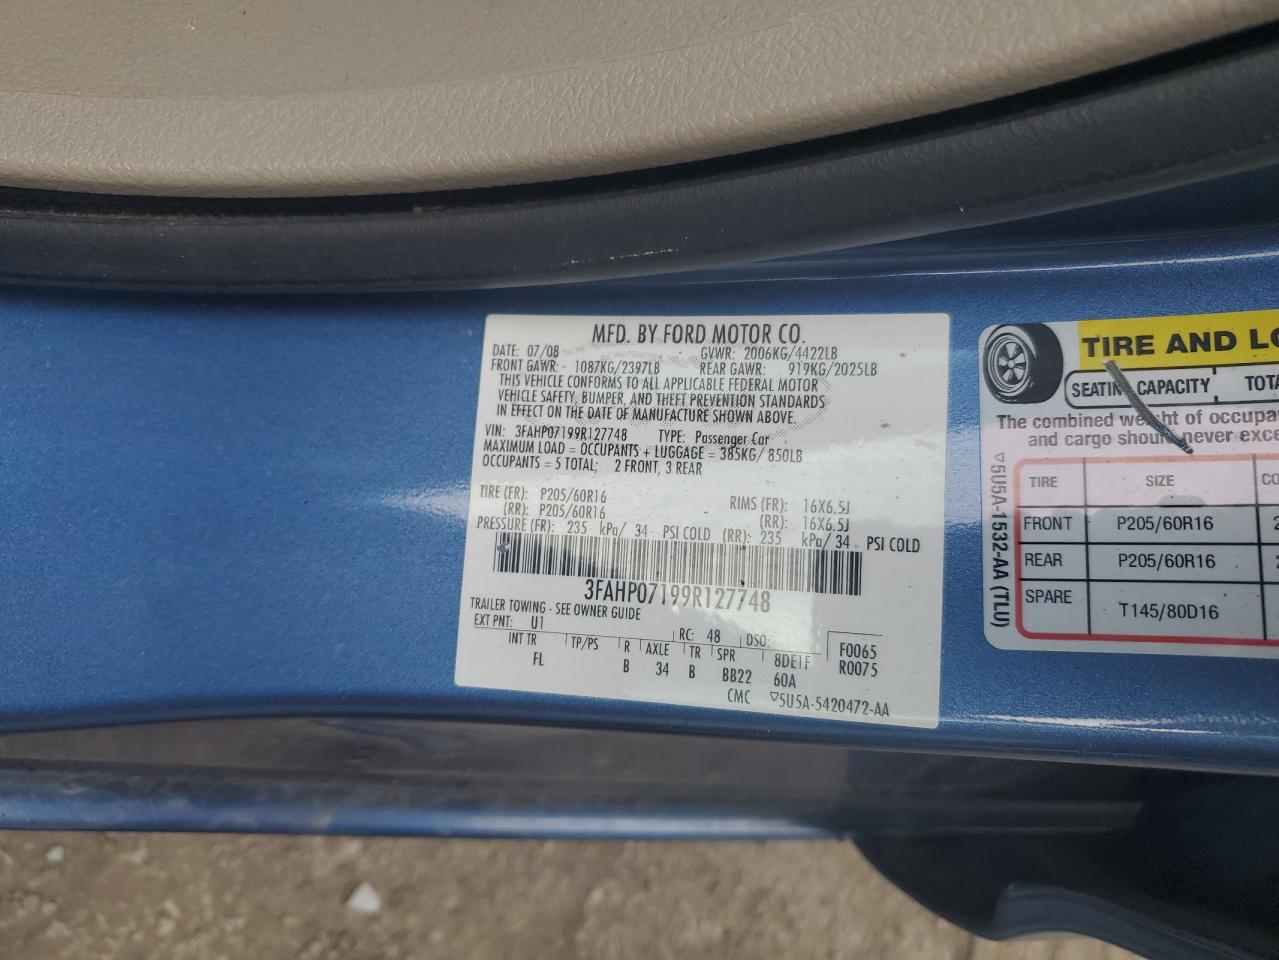 MFD. BY FORD MOTOR CO.
DATE: 07/08 GVWR: 2006KG/4422LB
FRONT GAWR: 1087KG/2397LB REAR GAWR: 919KG/2025LB
THIS VEHICLE CONFORMS TO ALL APPLICABLE FEDERAL MOTOR
VEHICLE SAFETY, BUMPER, AND THEFT PREVENTION STANDARDS
IN EFFECT ON THE DATE OF MANUFACTURE SHOWN ABOVE.
VIN: 3FAHP07199R127748 TYPE: Passenger Car
MAXIMUM LOAD = OCCUPANTS + LUGGAGE = 385KG/ 850LB
OCCUPANTS = 5 TOTAL; 2 FRONT, 3 REAR
TIRE (FR): P205/60R16 RIMS (FR): 16X6.5J
(RR): P205/60R16 (RR): 16X6.5J
PRESSURE (FR): 235 kPa/ 34 PSI COLD (RR): 235 kPa/ 34 PSI COLD
3FAHP07199R127748
TRAILER TOWING - SEE OWNER GUIDE
EXT PNT: U1 RC: 48 DSO: F0065
INT TR TP/PS R AXLE TR SPR 8DE1F R0075
FL B 34 B BB22 60A
CMC ▽5U5A-5420472-AA
TIRE AND LO
SEATIN CAPACITY TOTA
The combined weight of occupa
and cargo should never exce
TIRE SIZE CO
FRONT P205/60R16 2
REAR P205/60R16
SPARE T145/80D16
▽5U5A-1532-AA (TLU)